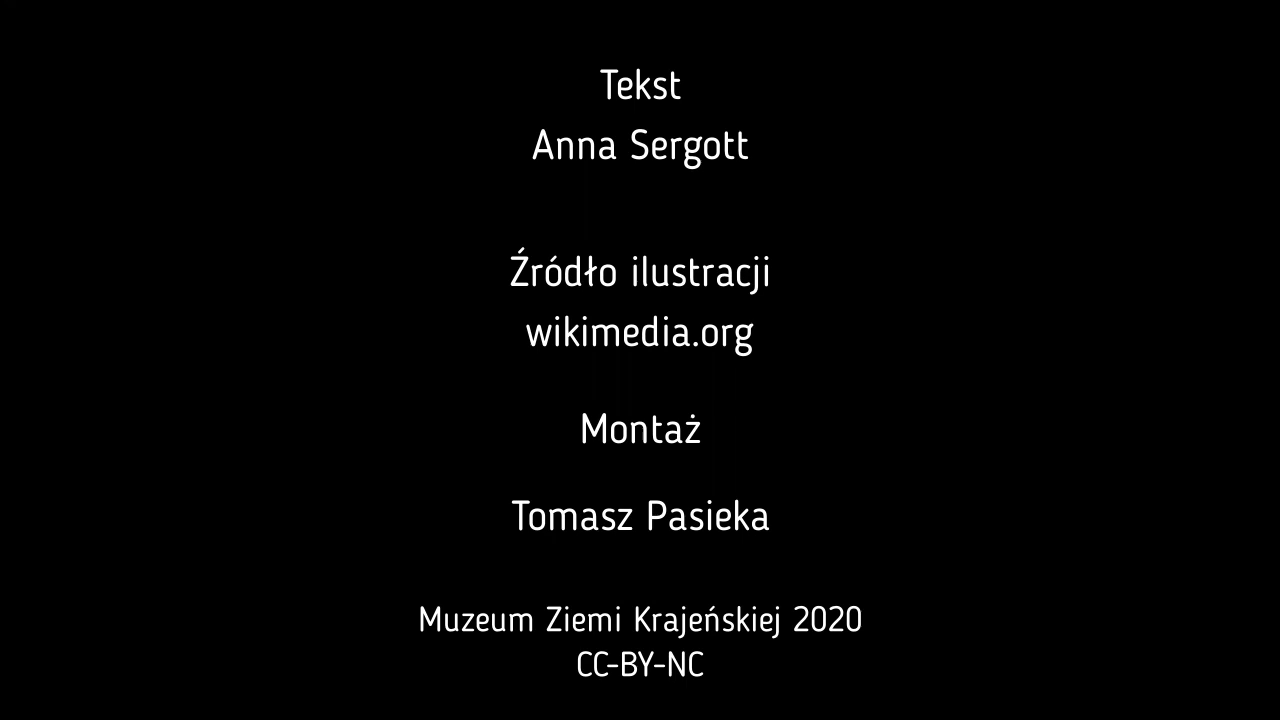 Tekst
Anna Sergott
Źródło ilustracji
wikimedia.org
Montaż
Tomasz Pasieka
Muzeum Ziemi Krajeńskiej 2020
CC-BY-NC